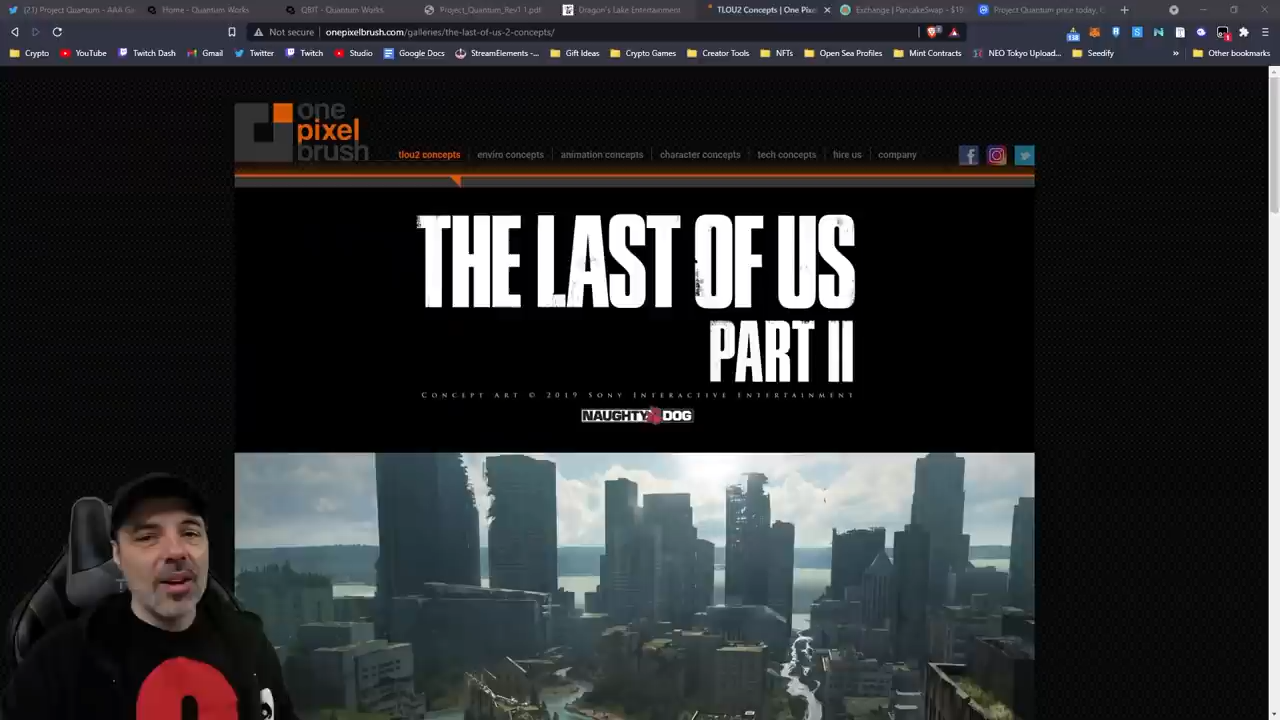 (21) Project Quantum - AAA G
Home - Quantum Works
QBIT - Quantum Works
Project_Quantum_Rev1 1.pdf
Dragon's Lake Entertainment
TLOU2 Concepts | One Pixel
Exchange | PancakeSwap - $19
Project Quantum price today, Q
Not secure | onepixelbrush.com/galleries/the-last-of-us-2-concepts/
Crypto
YouTube
Twitch Dash
Gmail
Twitter
Twitch
Studio
Google Docs
StreamElements -...
Gift Ideas
Crypto Games
Creator Tools
NFTs
Open Sea Profiles
Mint Contracts
NEO Tokyo Upload...
Seedify
»
Other bookmarks
one
pixel
brush
tlou2 concepts
enviro concepts
animation concepts
character concepts
tech concepts
hire us
company
THE LAST OF US
PART II
CONCEPT ART © 2019 SONY INTERACTIVE ENTERTAINMENT
NAUGHTY DOG